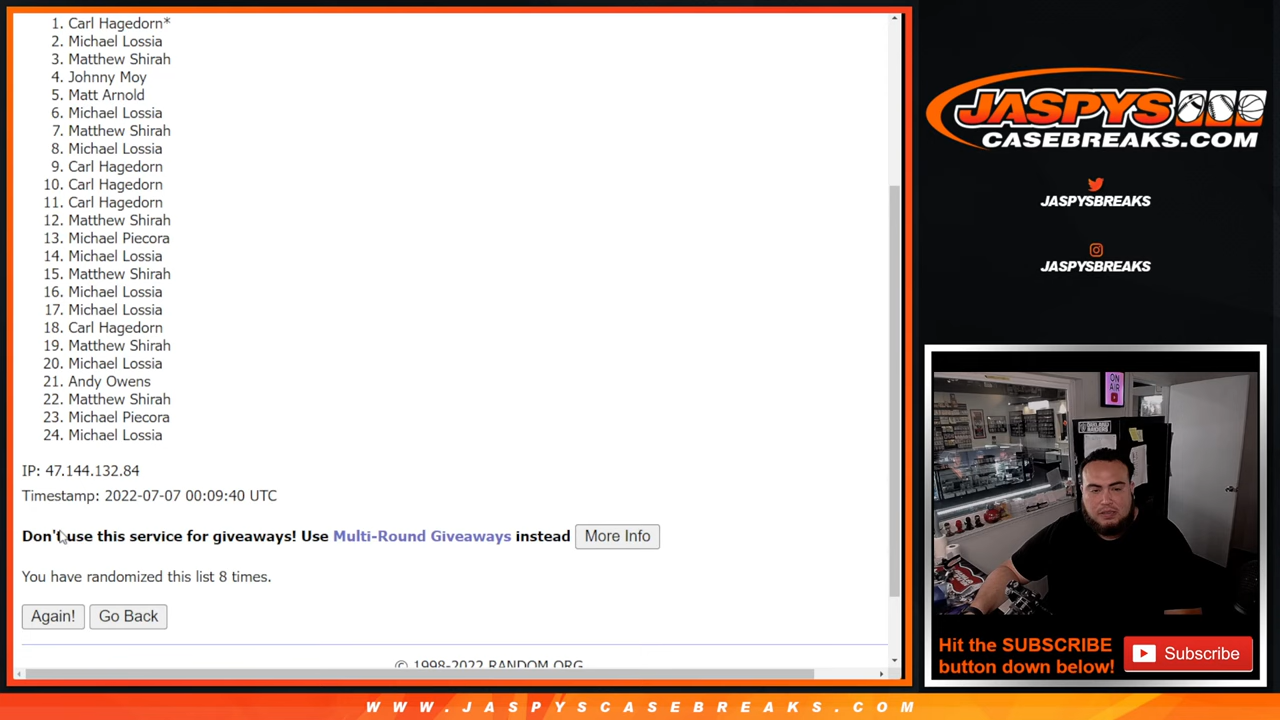 1. Carl Hagedorn*
2. Michael Lossia
3. Matthew Shirah
4. Johnny Moy
5. Matt Arnold
6. Michael Lossia
7. Matthew Shirah
8. Michael Lossia
9. Carl Hagedorn
10. Carl Hagedorn
11. Carl Hagedorn
12. Matthew Shirah
13. Michael Piecora
14. Michael Lossia
15. Matthew Shirah
16. Michael Lossia
17. Michael Lossia
18. Carl Hagedorn
19. Matthew Shirah
20. Michael Lossia
21. Andy Owens
22. Matthew Shirah
23. Michael Piecora
24. Michael Lossia
IP: 47.144.132.84
Timestamp: 2022-07-07 00:09:40 UTC
Don't use this service for giveaways! Use Multi-Round Giveaways instead More Info
You have randomized this list 8 times.
Again! Go Back
© 1998-2022 RANDOM.ORG
JASPYS
CASEBREAKS.COM
JASPYSBREAKS
JASPYSBREAKS
ON AIR
Hit the SUBSCRIBE
button down below!
Subscribe
WWW.JASPYSCASEBREAKS.COM